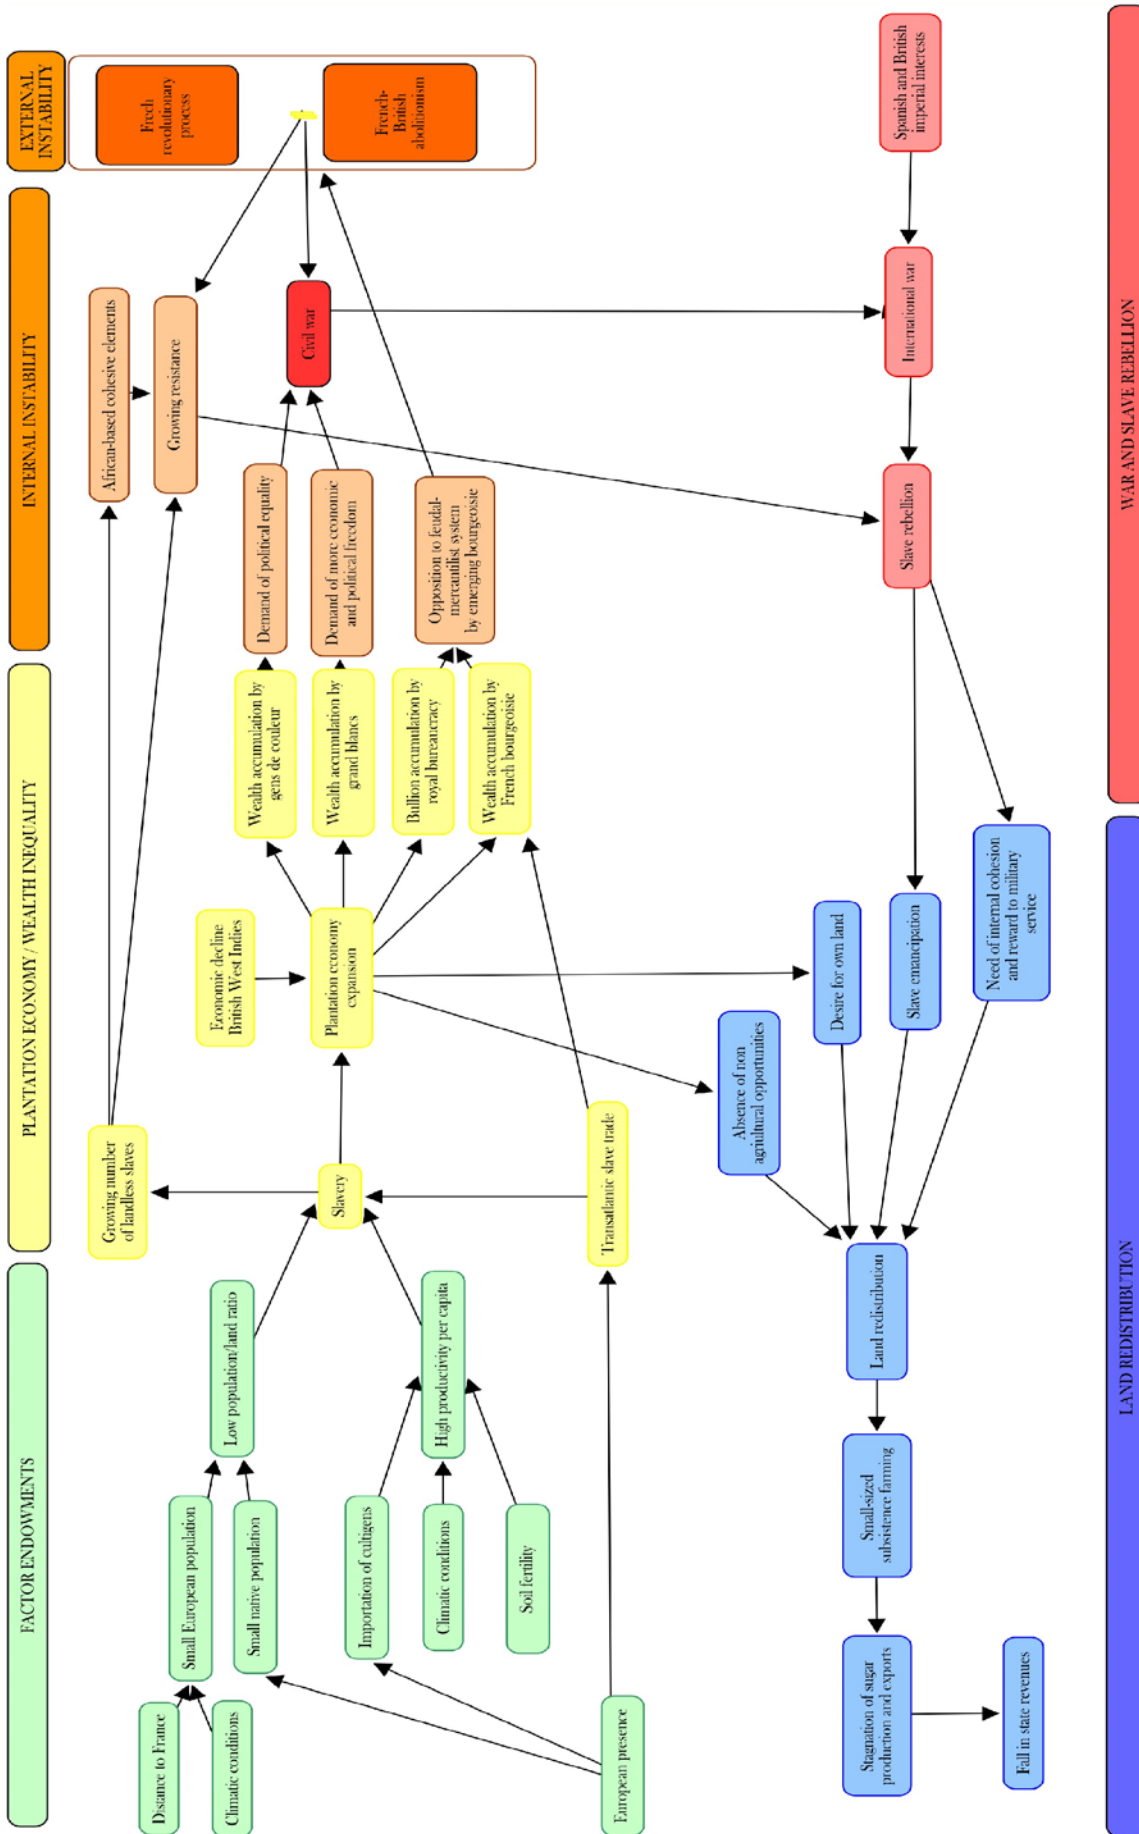 FACTOR ENDOWMENTS
PLANTATION ECONOMY / WEALTH INEQUALITY
INTERNAL INSTABILITY
EXTERNAL
INSTABILITY
Distance to France
Climatic conditions
Small European population
Small native population
Low population/land ratio
Importation of cultigens
Climatic conditions
Soil fertility
High productivity per capita
European presence
Growing number
of landless slaves
Slavery
Transatlantic slave trade
Economic decline
British West Indies
Plantation economy
expansion
Wealth accumulation by
gens de couleur
Wealth accumulation by
grand blancs
Bullion accumulation by
royal bureancracy
Wealth accumulation by
French bourgeoisie
African-based cohesive elements
Growing resistance
Demand of political equality
Demand of more economic
and political freedom
Opposition to feudal-
mercantilist system
by emerging bourgeoisie
Civil war
Frech
revolutionary
process
French-
British
abolitionism
Stagnation of sugar
production and exports
Fall in state revenues
Small-sized
subsistence farming
Land redistribution
Absence of non
agriultural opportunities
Desire for own land
Slave emancipation
Need of internal cohesion
and reward to military
service
Slave rebellion
International war
Spanish and British
imperial interests
LAND REDISTRIBUTION
WAR AND SLAVE REBELLION